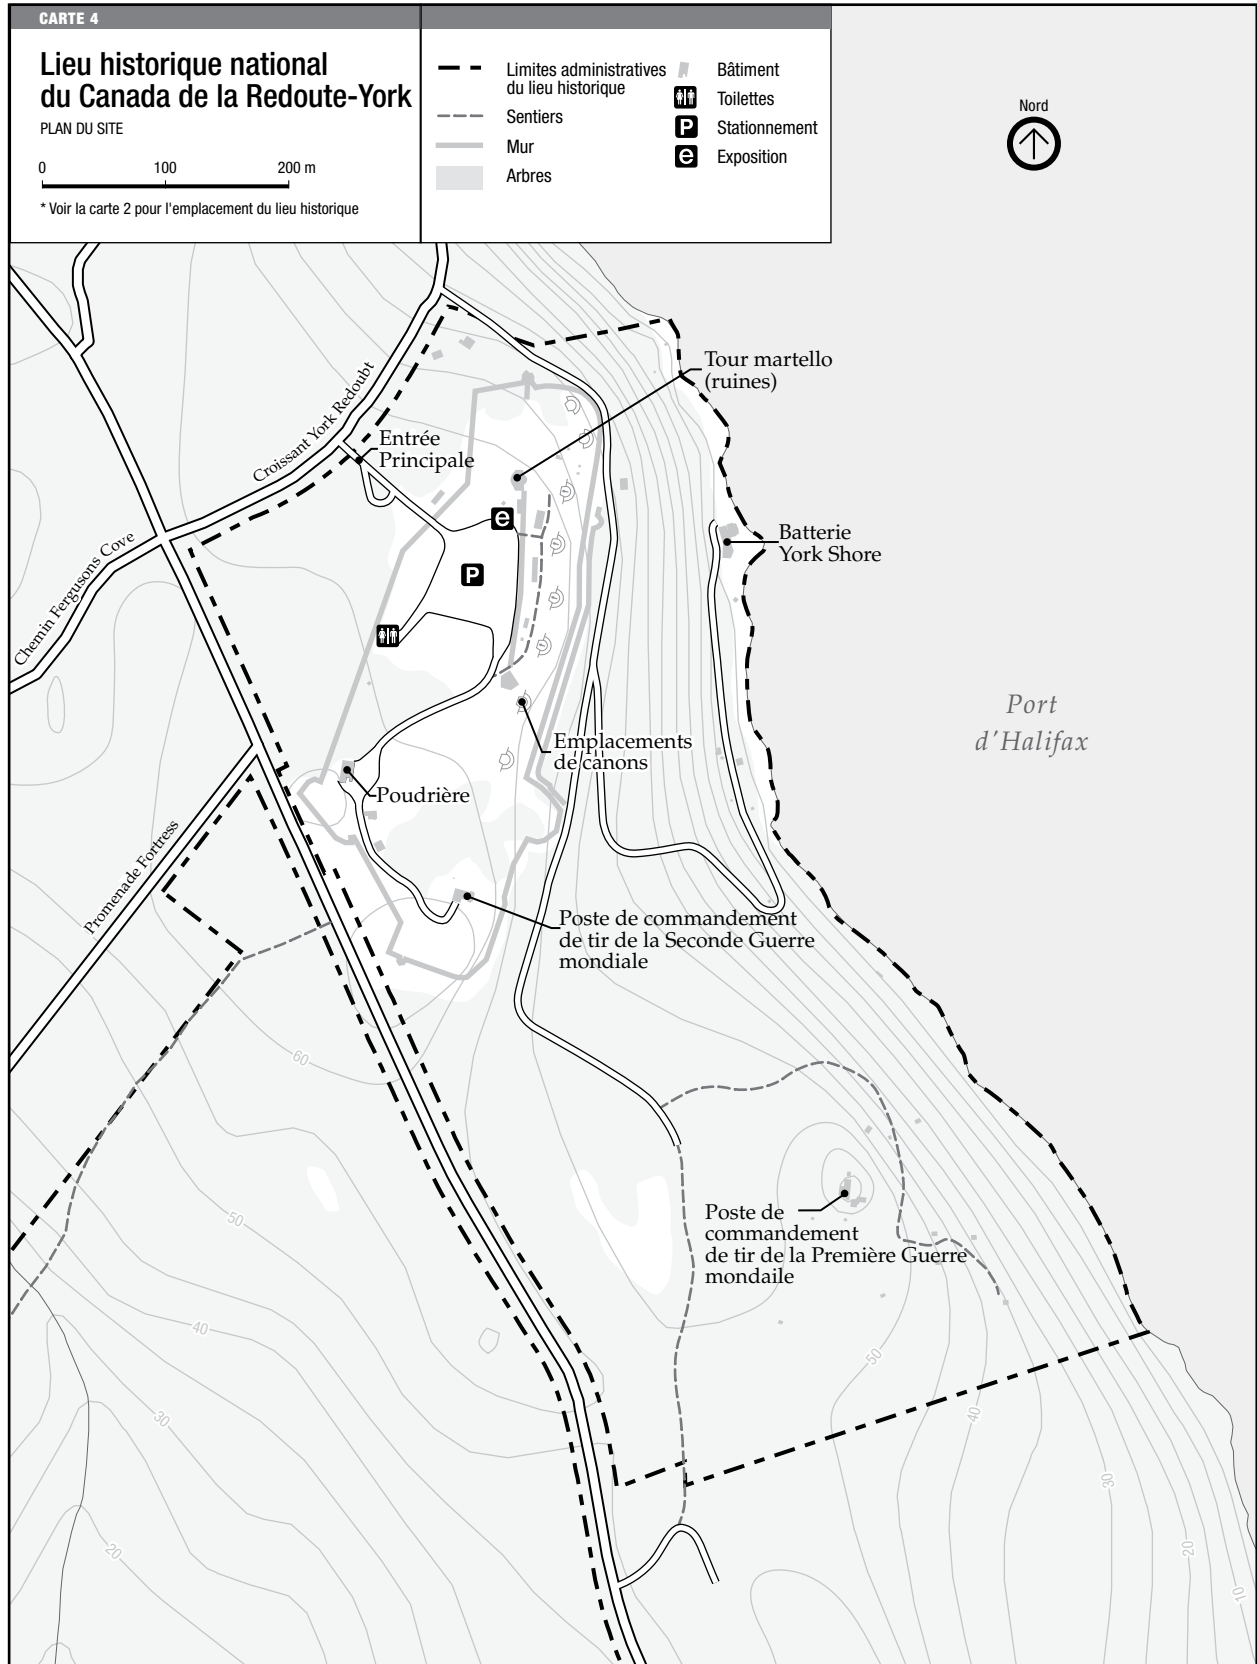 CARTE 4
Lieu historique national
du Canada de la Redoute-York
PLAN DU SITE
0 100 200 m
* Voir la carte 2 pour l'emplacement du lieu historique
Limites administratives
du lieu historique
Sentiers
Mur
Arbres
Bâtiment
Toilettes
P Stationnement
e Exposition
Nord
Tour martello
(ruines)
Croissant York Redoubt
Entrée
Principale
e
Batterie
York Shore
Chemin Fergusons Cove
P
Port
d'Halifax
Emplacements
de canons
Poudrière
Promenade Fortress
Poste de commandement
de tir de la Seconde Guerre
mondiale
60
Poste de
commandement
de tir de la Première Guerre
mondaile
50
40
50
30
40
30
20
20
10